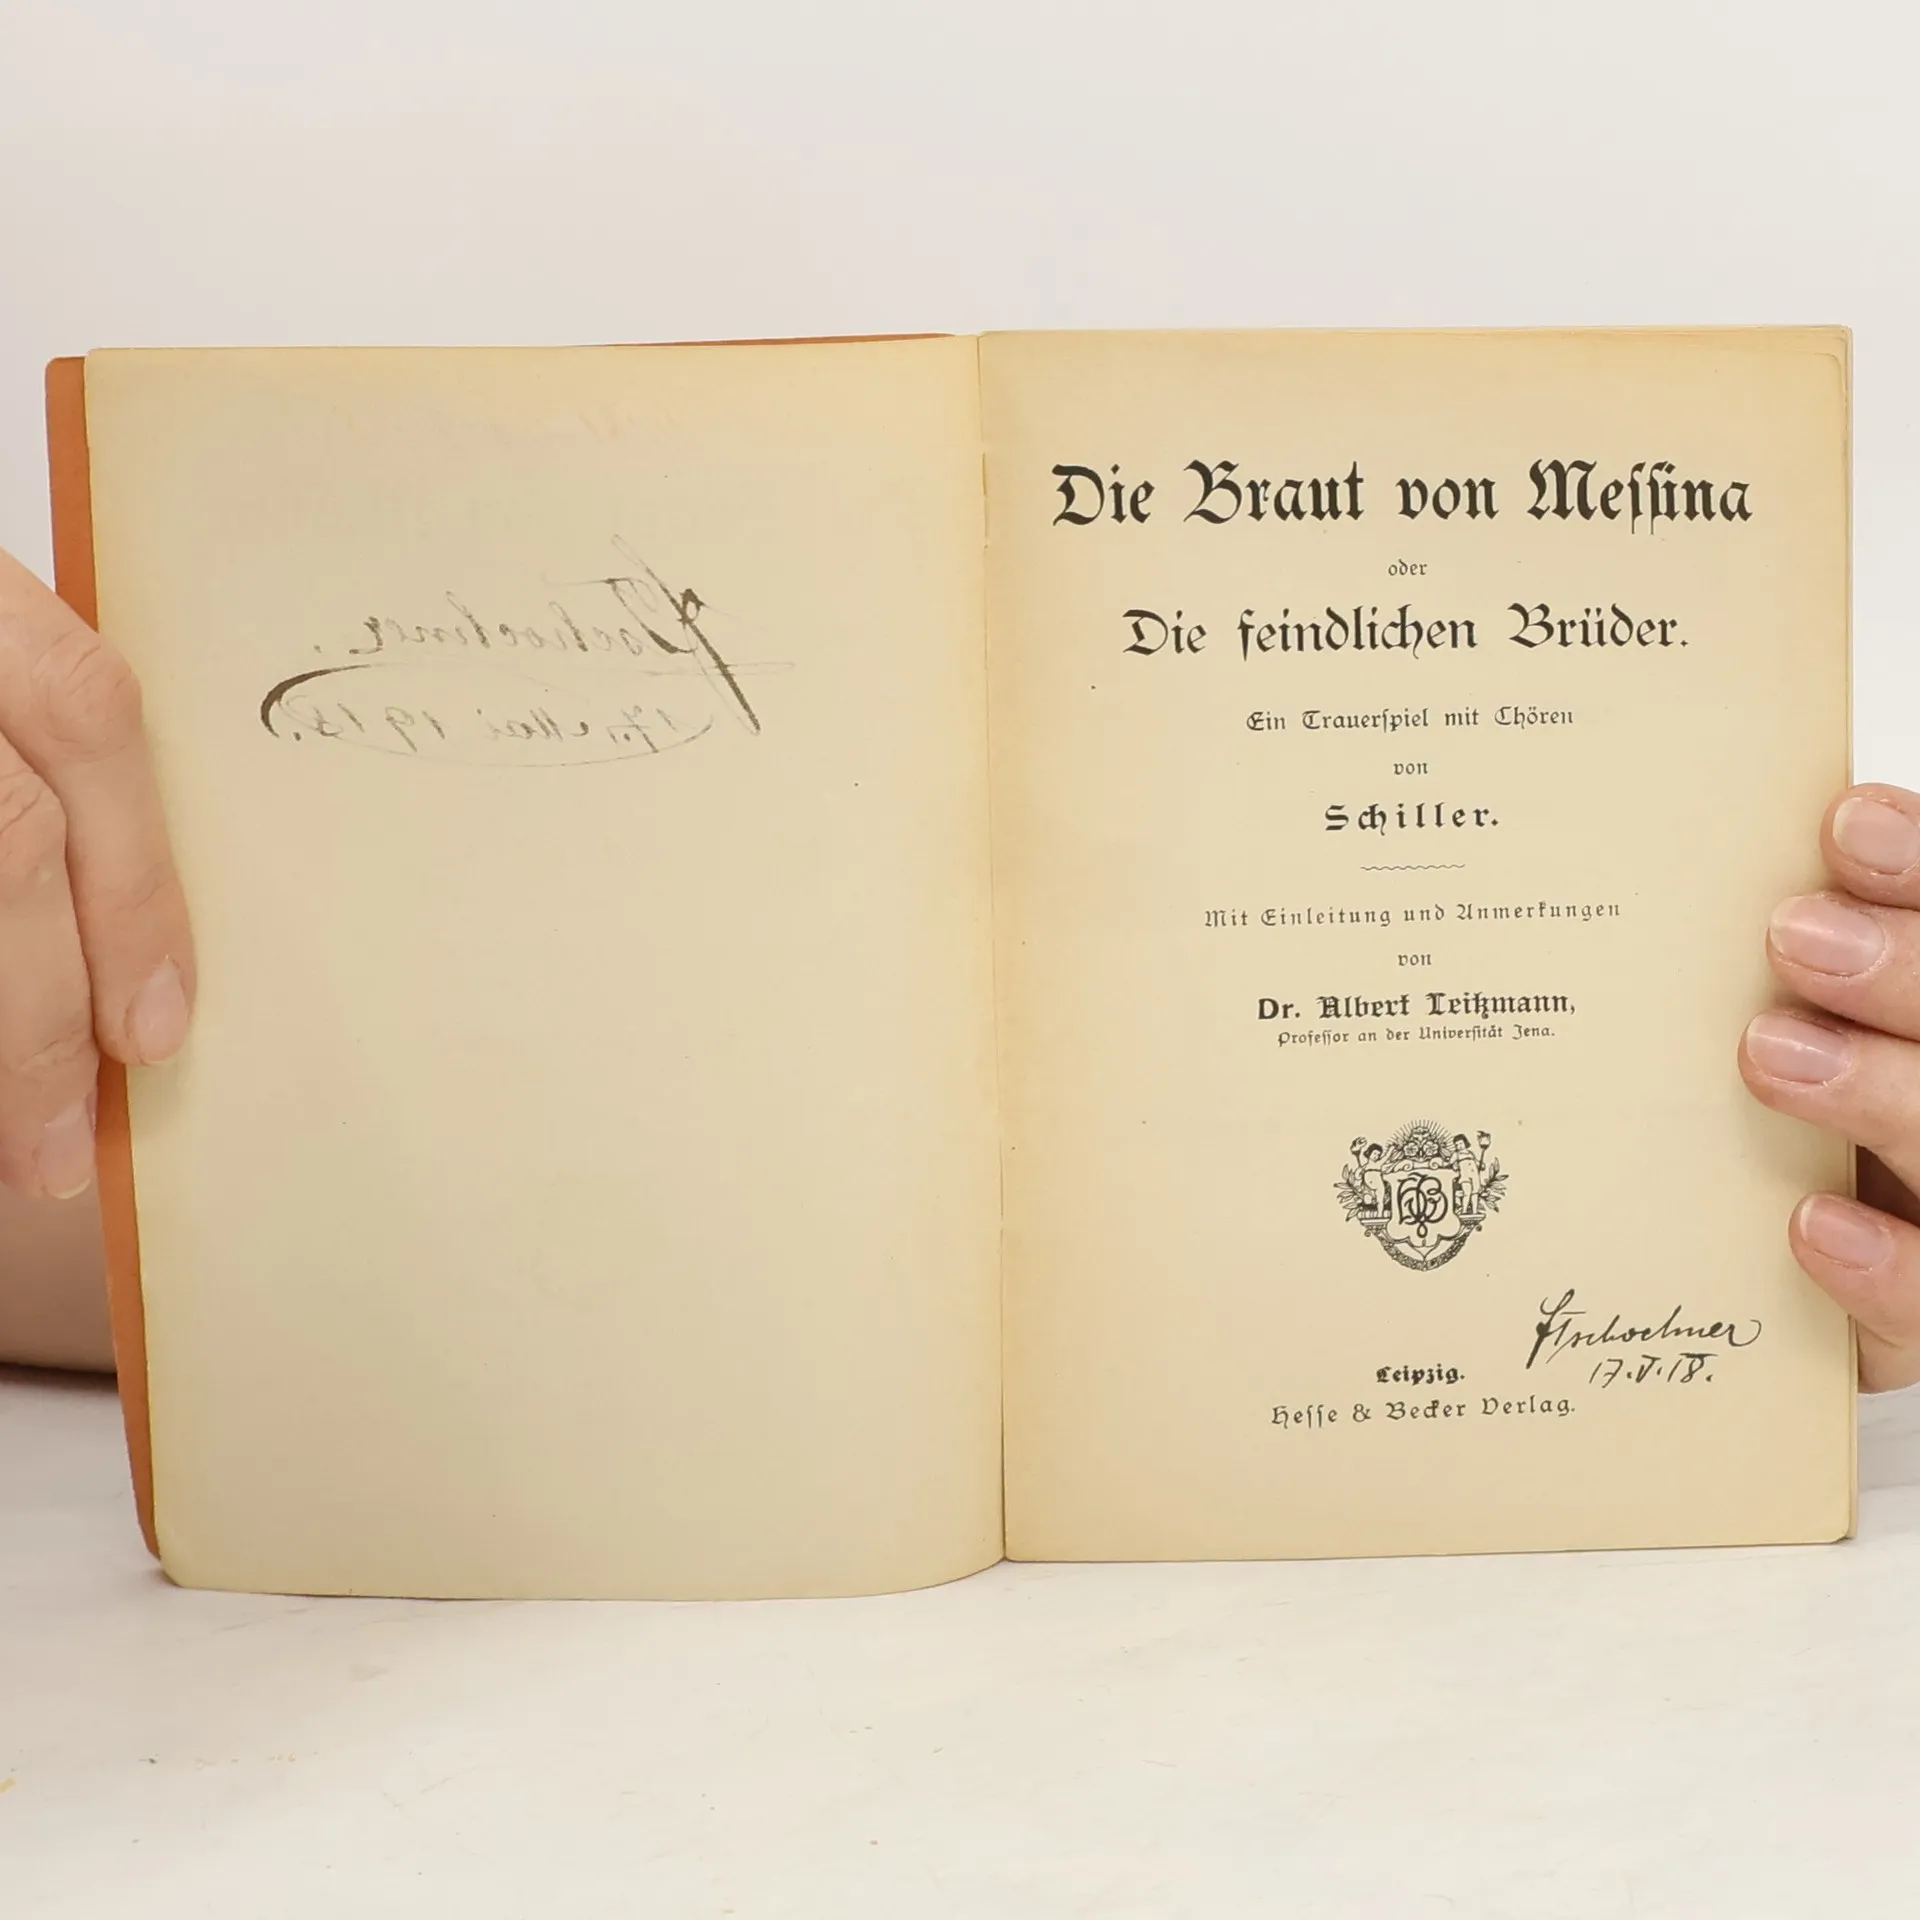 Die Braut von Meſſina
oder
Die feindlichen Brüder.
Ein Trauerſpiel mit Chören
von
Schiller.
Mit Einleitung und Anmerkungen
von
Dr. Albert Leitzmann,
Profeſſor an der Univerſität Jena.
17.V.18.
Leipzig.
Heſſe & Becker Verlag.